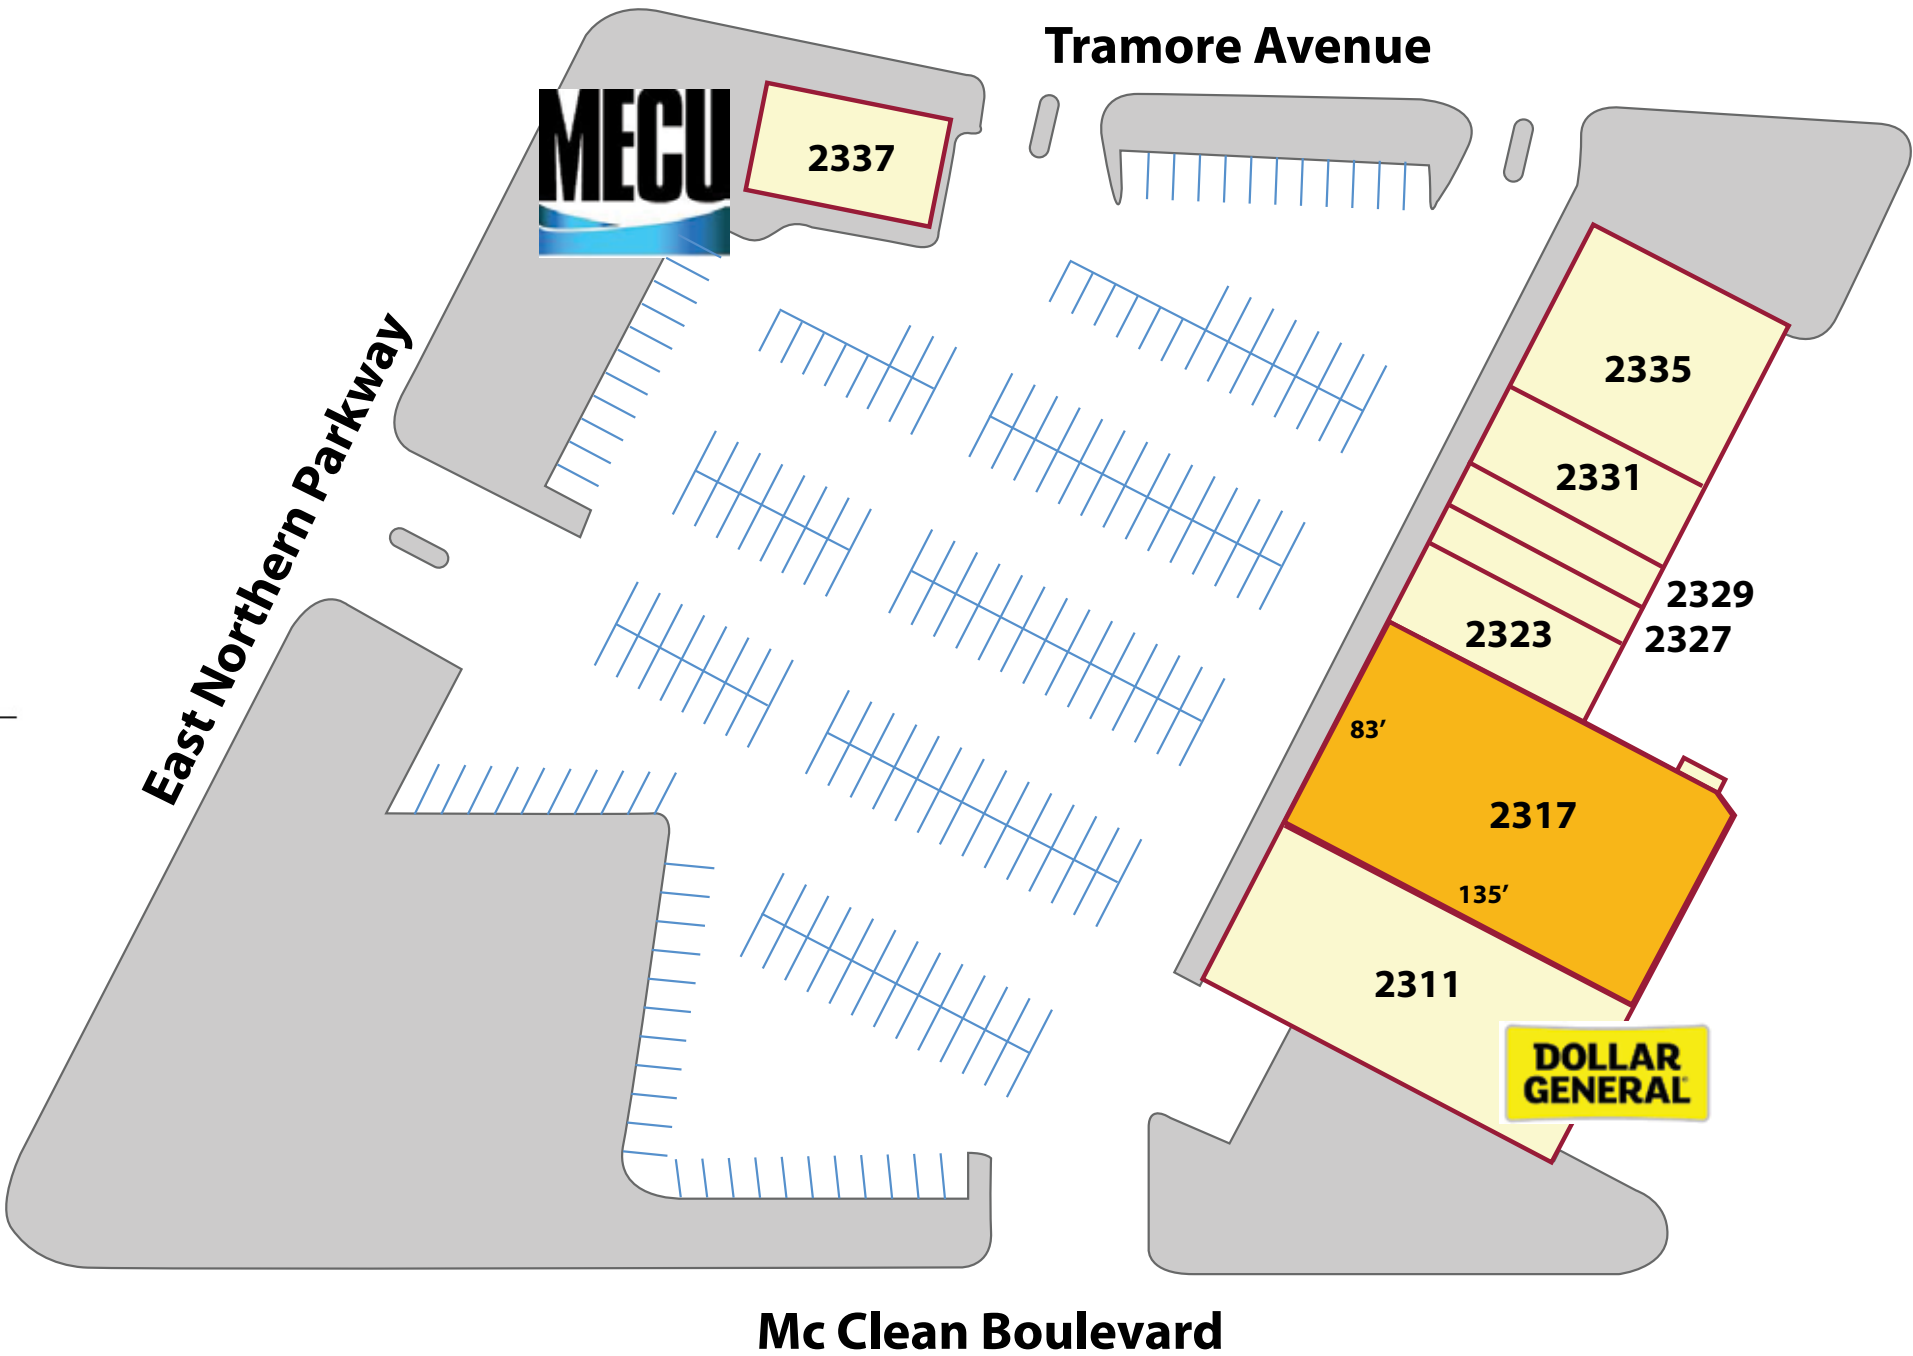 Tramore Avenue
MECU
2337
2335
2331
2329
2327
2323
East Northern Parkway
83′
2317
135′
2311
DOLLAR
GENERAL
Mc Clean Boulevard